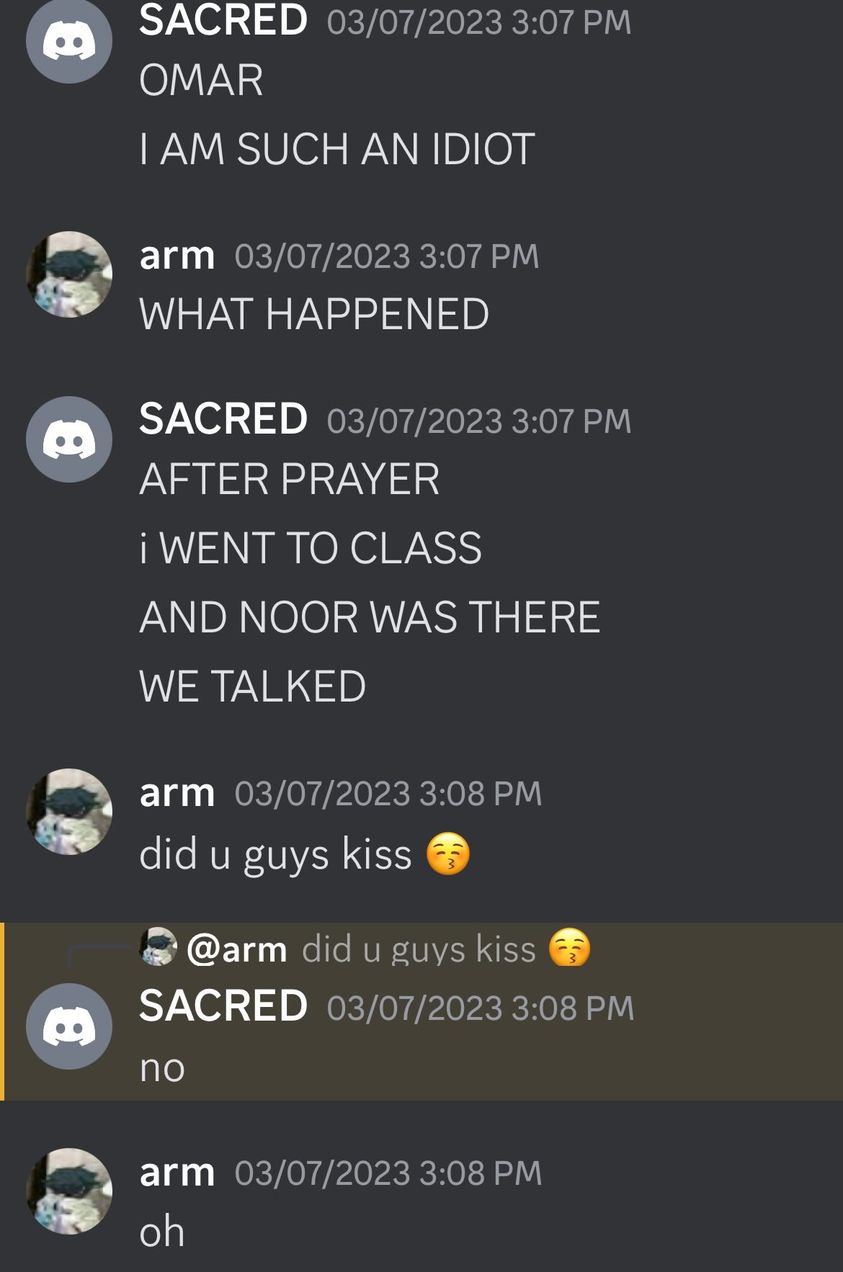 SACRED 03/07/2023 3:07 PM
OMAR
I AM SUCH AN IDIOT
arm 03/07/2023 3:07 PM
WHAT HAPPENED
SACRED 03/07/2023 3:07 PM
AFTER PRAYER
i WENT TO CLASS
AND NOOR WAS THERE
WE TALKED
arm 03/07/2023 3:08 PM
did u guys kiss 😚
@arm did u guys kiss 😚
SACRED 03/07/2023 3:08 PM
no
arm 03/07/2023 3:08 PM
oh